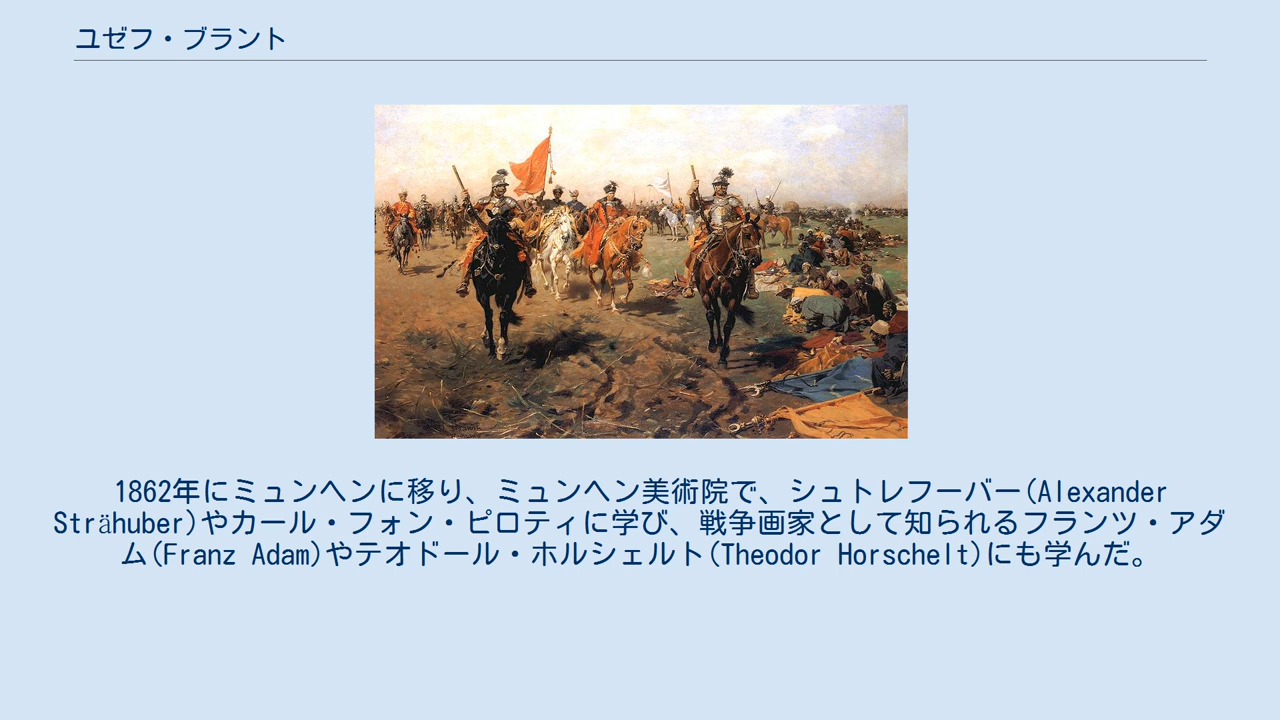 ユゼフ・ブラント
1862年にミュンヘンに移り、ミュンヘン美術院で、シュトレフーバー(Alexander
Strähuber)やカール・フォン・ピロティに学び、戦争画家として知られるフランツ・アダ
ム(Franz Adam)やテオドール・ホルシェルト(Theodor Horschelt)にも学んだ。